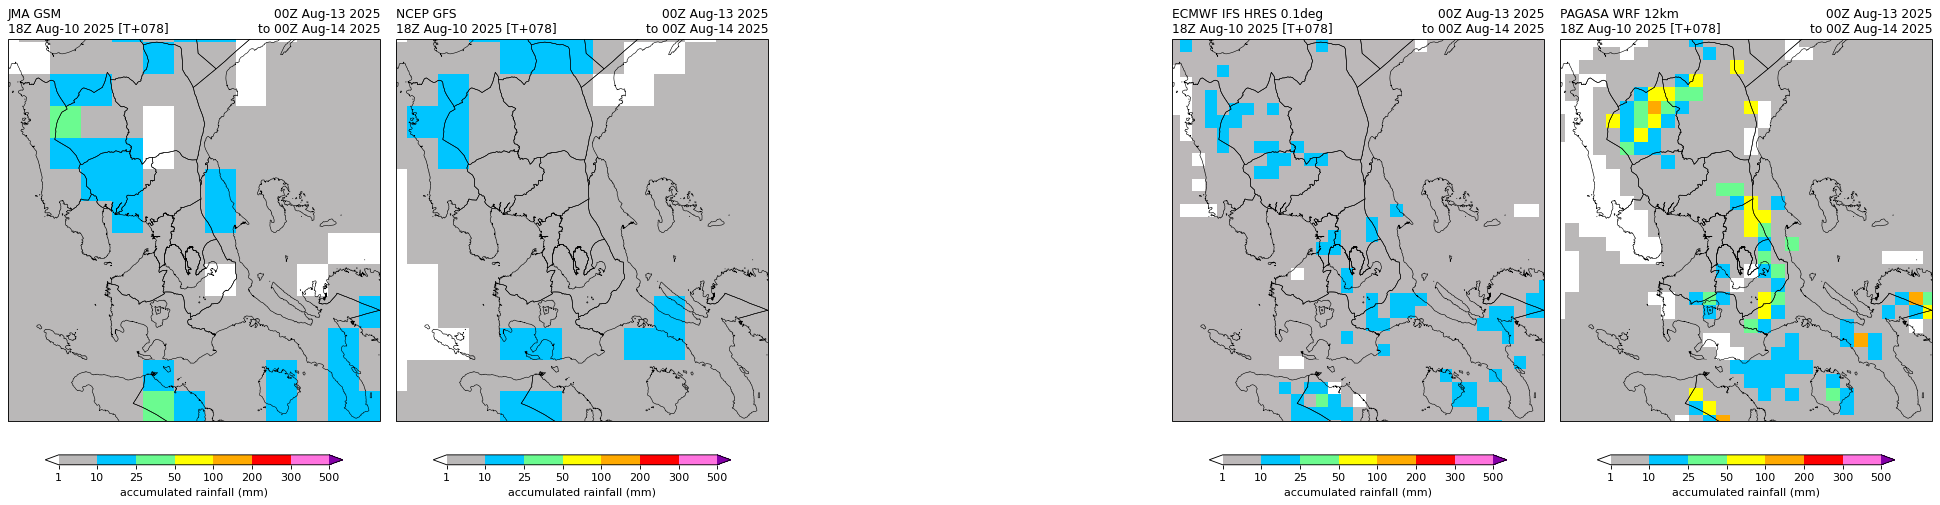 JMA GSM 00Z Aug-13 2025
18Z Aug-10 2025 [T+078] to 00Z Aug-14 2025
1 10 25 50 100 200 300 500
accumulated rainfall (mm)
NCEP GFS 00Z Aug-13 2025
18Z Aug-10 2025 [T+078] to 00Z Aug-14 2025
1 10 25 50 100 200 300 500
accumulated rainfall (mm)
ECMWF IFS HRES 0.1deg 00Z Aug-13 2025
18Z Aug-10 2025 [T+078] to 00Z Aug-14 2025
1 10 25 50 100 200 300 500
accumulated rainfall (mm)
PAGASA WRF 12km 00Z Aug-13 2025
18Z Aug-10 2025 [T+078] to 00Z Aug-14 2025
1 10 25 50 100 200 300 500
accumulated rainfall (mm)